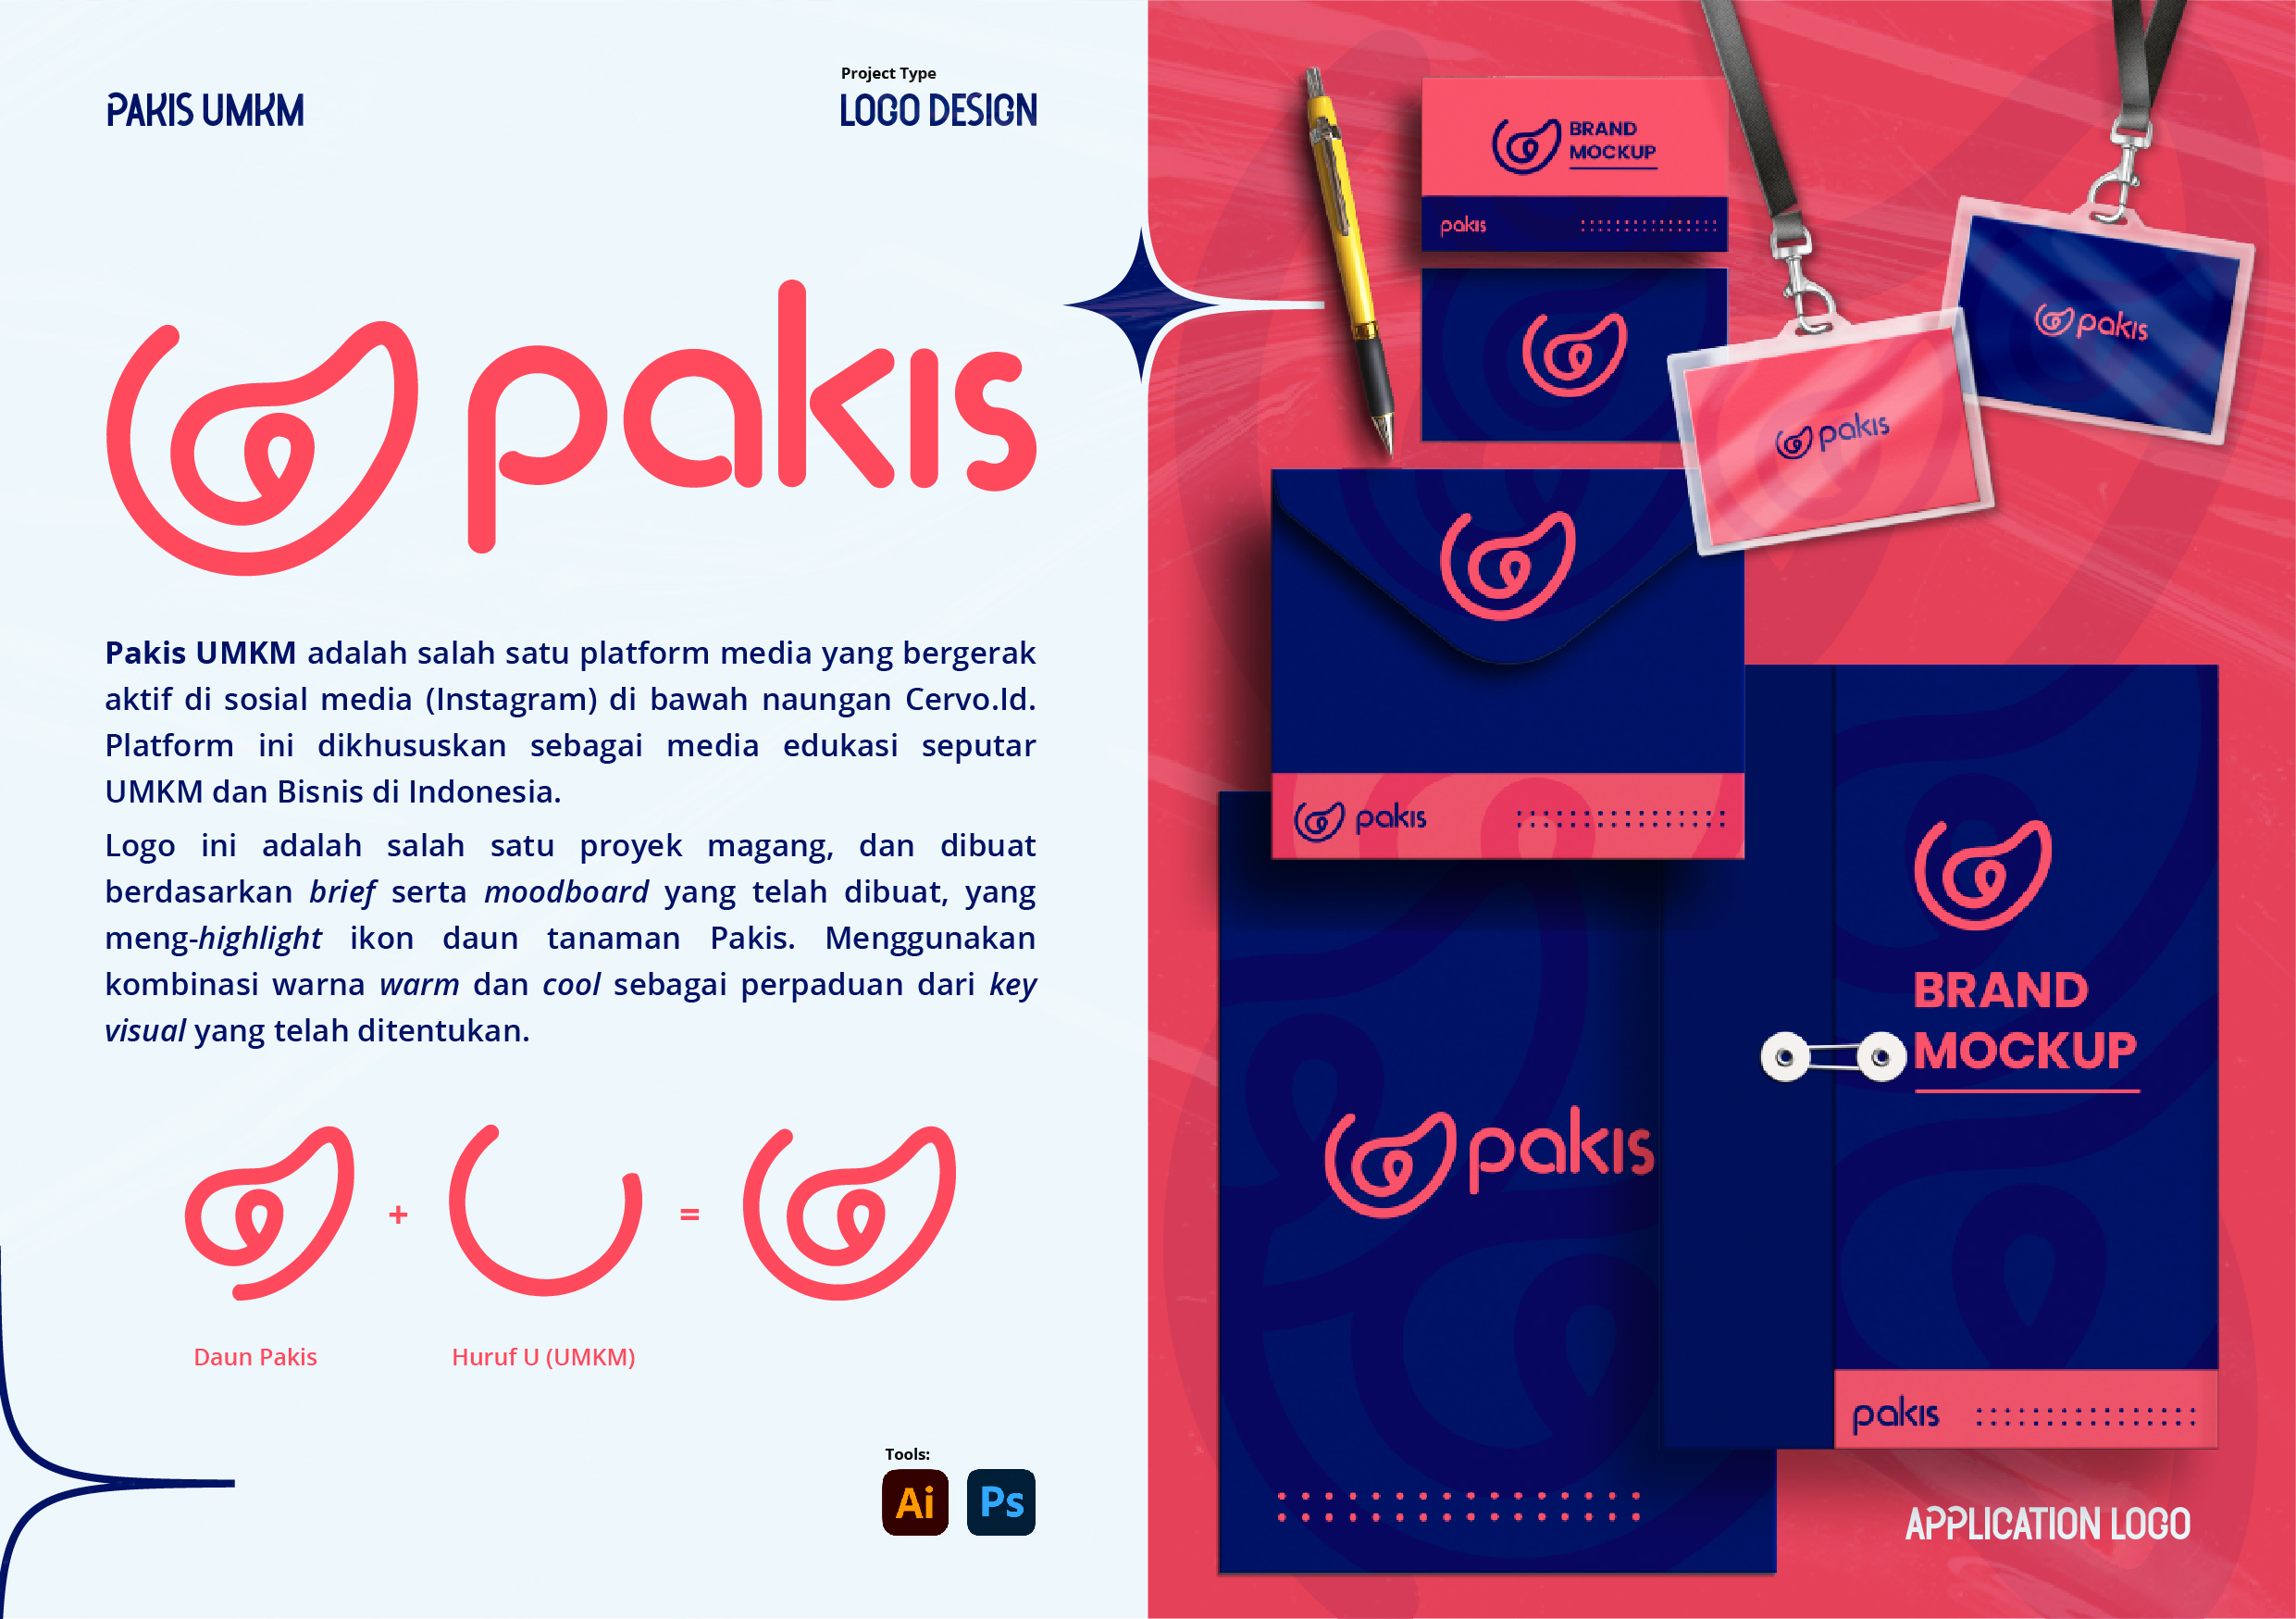 PAKIS UMKM
Project Type
LOGO DESIGN
pakis
Pakis UMKM adalah salah satu platform media yang bergerak
aktif di sosial media (Instagram) di bawah naungan Cervo.Id.
Platform ini dikhususkan sebagai media edukasi seputar
UMKM dan Bisnis di Indonesia.
Logo ini adalah salah satu proyek magang, dan dibuat
berdasarkan brief serta moodboard yang telah dibuat, yang
meng-highlight ikon daun tanaman Pakis. Menggunakan
kombinasi warna warm dan cool sebagai perpaduan dari key
visual yang telah ditentukan.
+
=
Daun Pakis
Huruf U (UMKM)
Tools:
Ai
Ps
BRAND
MOCKUP
pakis
pakis
pakis
pakis
BRAND
MOCKUP
pakis
pakis
APPLICATION LOGO